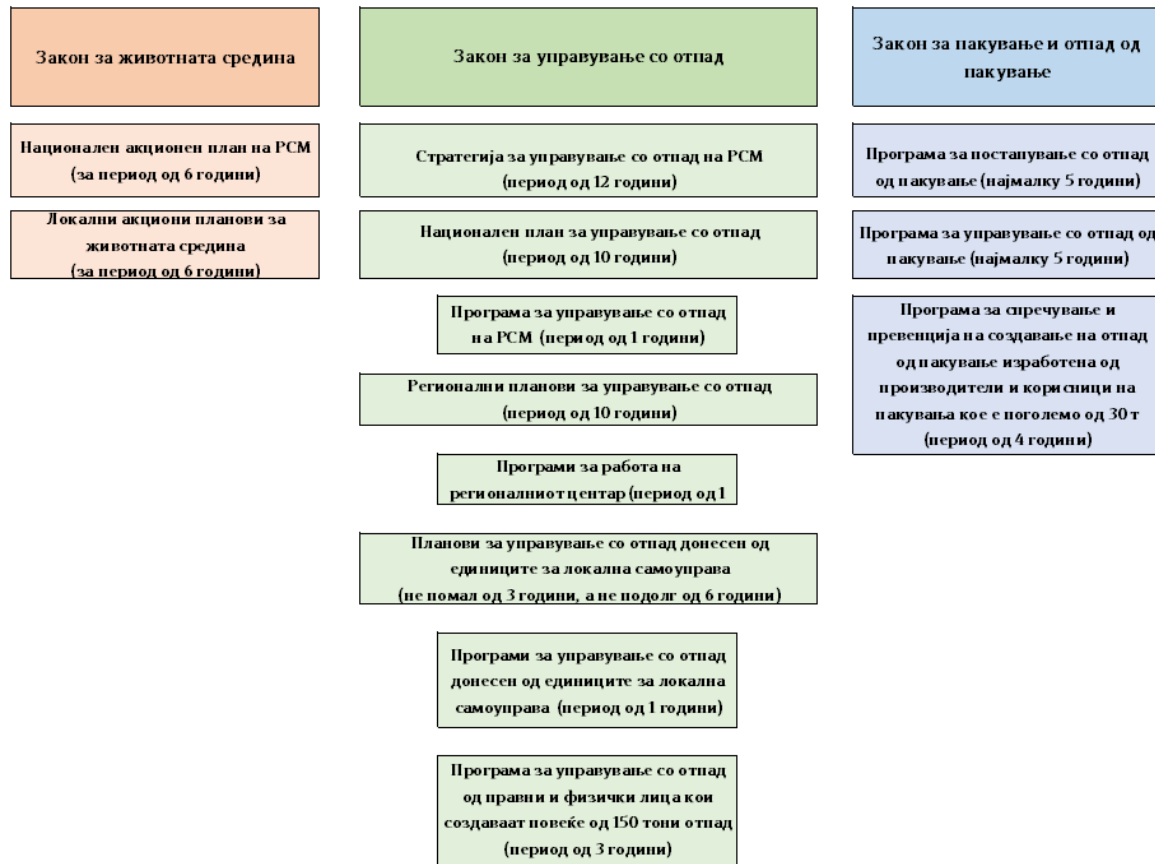 Закон за животната средина
Национален акционен план на РСМ
(за период од 6 години)
Локални акциони планови за
животната средина
(за период од 6 години)
Закон за управување со отпад
Стратегија за управување со отпад на РСМ
(период од 12 години)
Национален план за управување со отпад
(период од 10 години)
Програма за управување со отпад
на РСМ (период од 1 години)
Регионални планови за управување со отпад
(период од 10 години)
Програми за работа на
регионалниот центар (период од 1
Планови за управување со отпад донесен од
единиците за локална самоуправа
(не помал од 3 години, а не подолг од 6 години)
Програми за управување со отпад
донесен од единиците за локална
самоуправа (период од 1 години)
Програма за управување со отпад
од правни и физички лица кои
создаваат повеќе од 150 тони отпад
(период од 3 години)
Закон за пакување и отпад од
пакување
Програма за постапување со отпад
од пакување (најмалку 5 години)
Програма за управување со отпад од
пакување (најмалку 5 години)
Програма за спречување и
превенција на создавање на отпад
од пакување изработена од
производители и корисници на
пакувања кое е поголемо од 30 т
(период од 4 години)